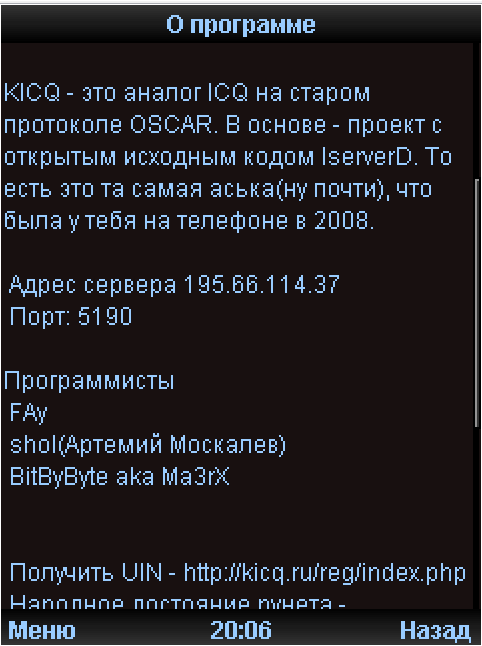 О программе
KICQ - это аналог ICQ на старом
протоколе OSCAR. В основе - проект с
открытым исходным кодом IserverD. То
есть это та самая аська(ну почти), что
была у тебя на телефоне в 2008.
Адрес сервера 195.66.114.37
Порт: 5190
Программисты
FAy
shol(Артемий Москалев)
BitByByte aka Ma3rX
Получить UIN - http://kicq.ru/reg/index.php
Народное достояние рунета -
Меню 20:06 Назад